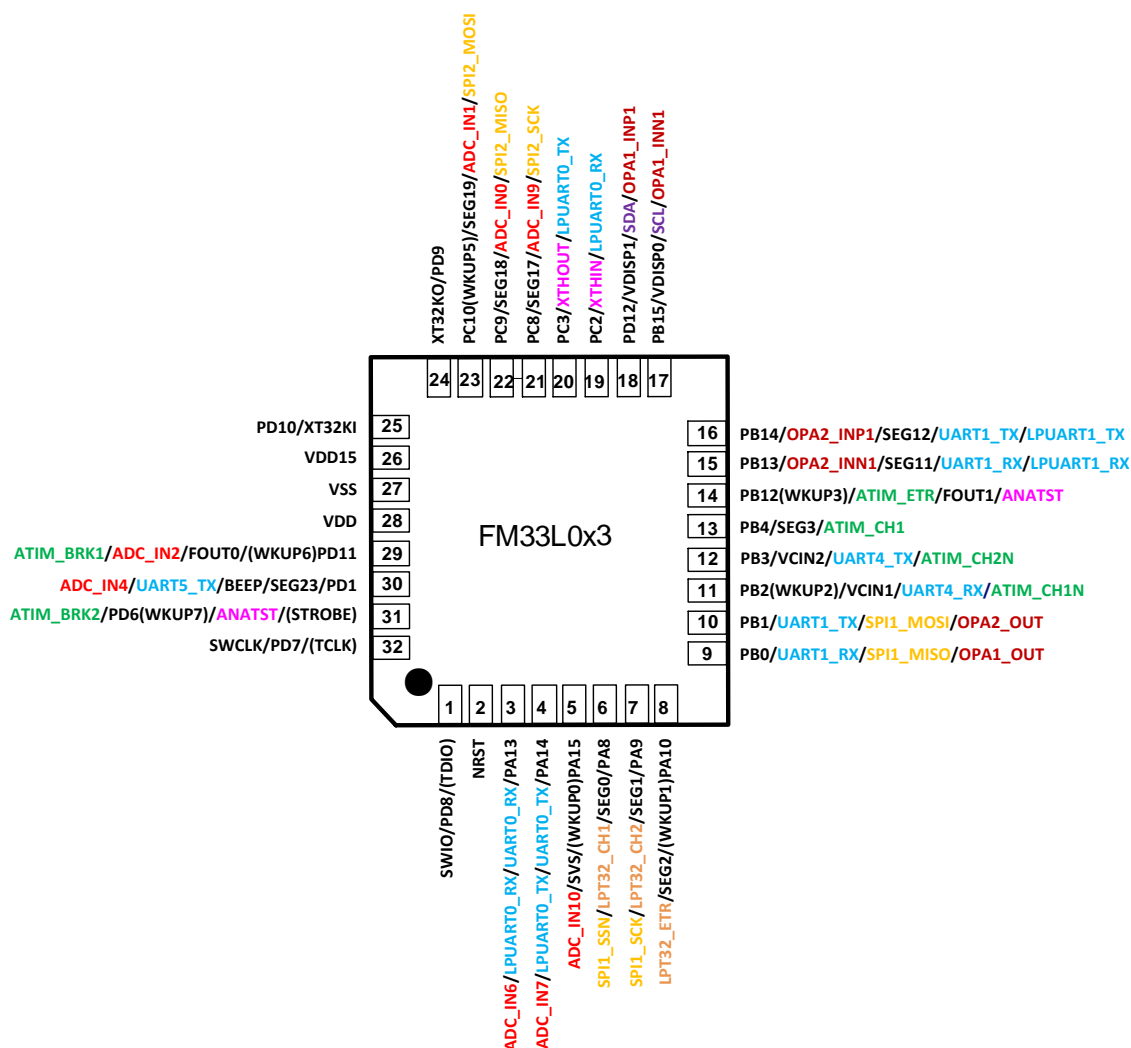 XT32KO/PD9
PC10(WKUP5)/SEG19/ADC_IN1/SPI2_MOSI
PC9/SEG18/ADC_IN0/SPI2_MISO
PC8/SEG17/ADC_IN9/SPI2_SCK
PC3/XTHOUT/LPUART0_TX
PC2/XTHIN/LPUART0_RX
PD12/VDISP1/SDA/OPA1_INP1
PB15/VDISP0/SCL/OPA1_INN1
24 23 22 21 20 19 18 17
PD10/XT32KI 25
VDD15 26
VSS 27
VDD 28
ATIM_BRK1/ADC_IN2/FOUT0/(WKUP6)PD11 29
ADC_IN4/UART5_TX/BEEP/SEG23/PD1 30
ATIM_BRK2/PD6(WKUP7)/ANATST/(STROBE) 31
SWCLK/PD7/(TCLK) 32
FM33L0x3
16 PB14/OPA2_INP1/SEG12/UART1_TX/LPUART1_TX
15 PB13/OPA2_INN1/SEG11/UART1_RX/LPUART1_RX
14 PB12(WKUP3)/ATIM_ETR/FOUT1/ANATST
13 PB4/SEG3/ATIM_CH1
12 PB3/VCIN2/UART4_TX/ATIM_CH2N
11 PB2(WKUP2)/VCIN1/UART4_RX/ATIM_CH1N
10 PB1/UART1_TX/SPI1_MOSI/OPA2_OUT
9 PB0/UART1_RX/SPI1_MISO/OPA1_OUT
1 2 3 4 5 6 7 8
SWIO/PD8/(TDIO)
NRST
ADC_IN6/LPUART0_RX/UART0_RX/PA13
ADC_IN7/LPUART0_TX/UART0_TX/PA14
ADC_IN10/SVS/(WKUP0)PA15
SPI1_SSN/LPT32_CH1/SEG0/PA8
SPI1_SCK/LPT32_CH2/SEG1/PA9
LPT32_ETR/SEG2/(WKUP1)PA10